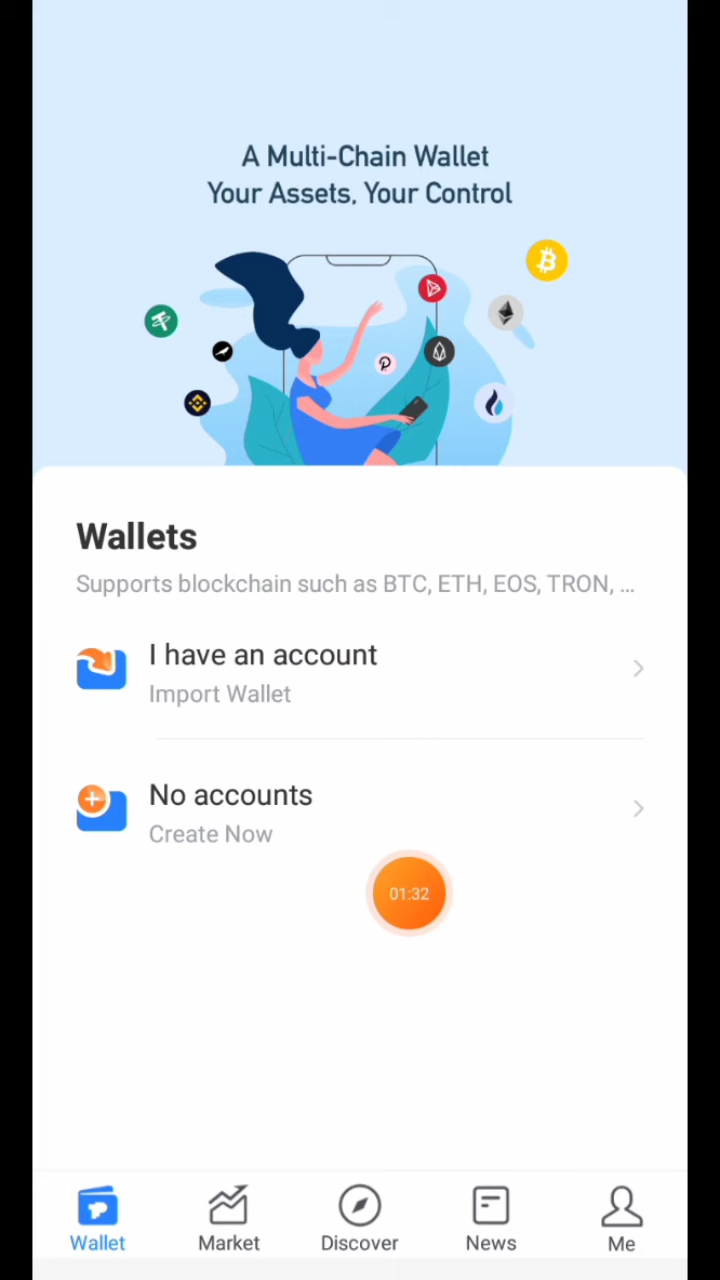 A Multi-Chain Wallet
Your Assets, Your Control
Wallets
Supports blockchain such as BTC, ETH, EOS, TRON, ...
I have an account
Import Wallet
No accounts
Create Now
01:32
Wallet
Market
Discover
News
Me